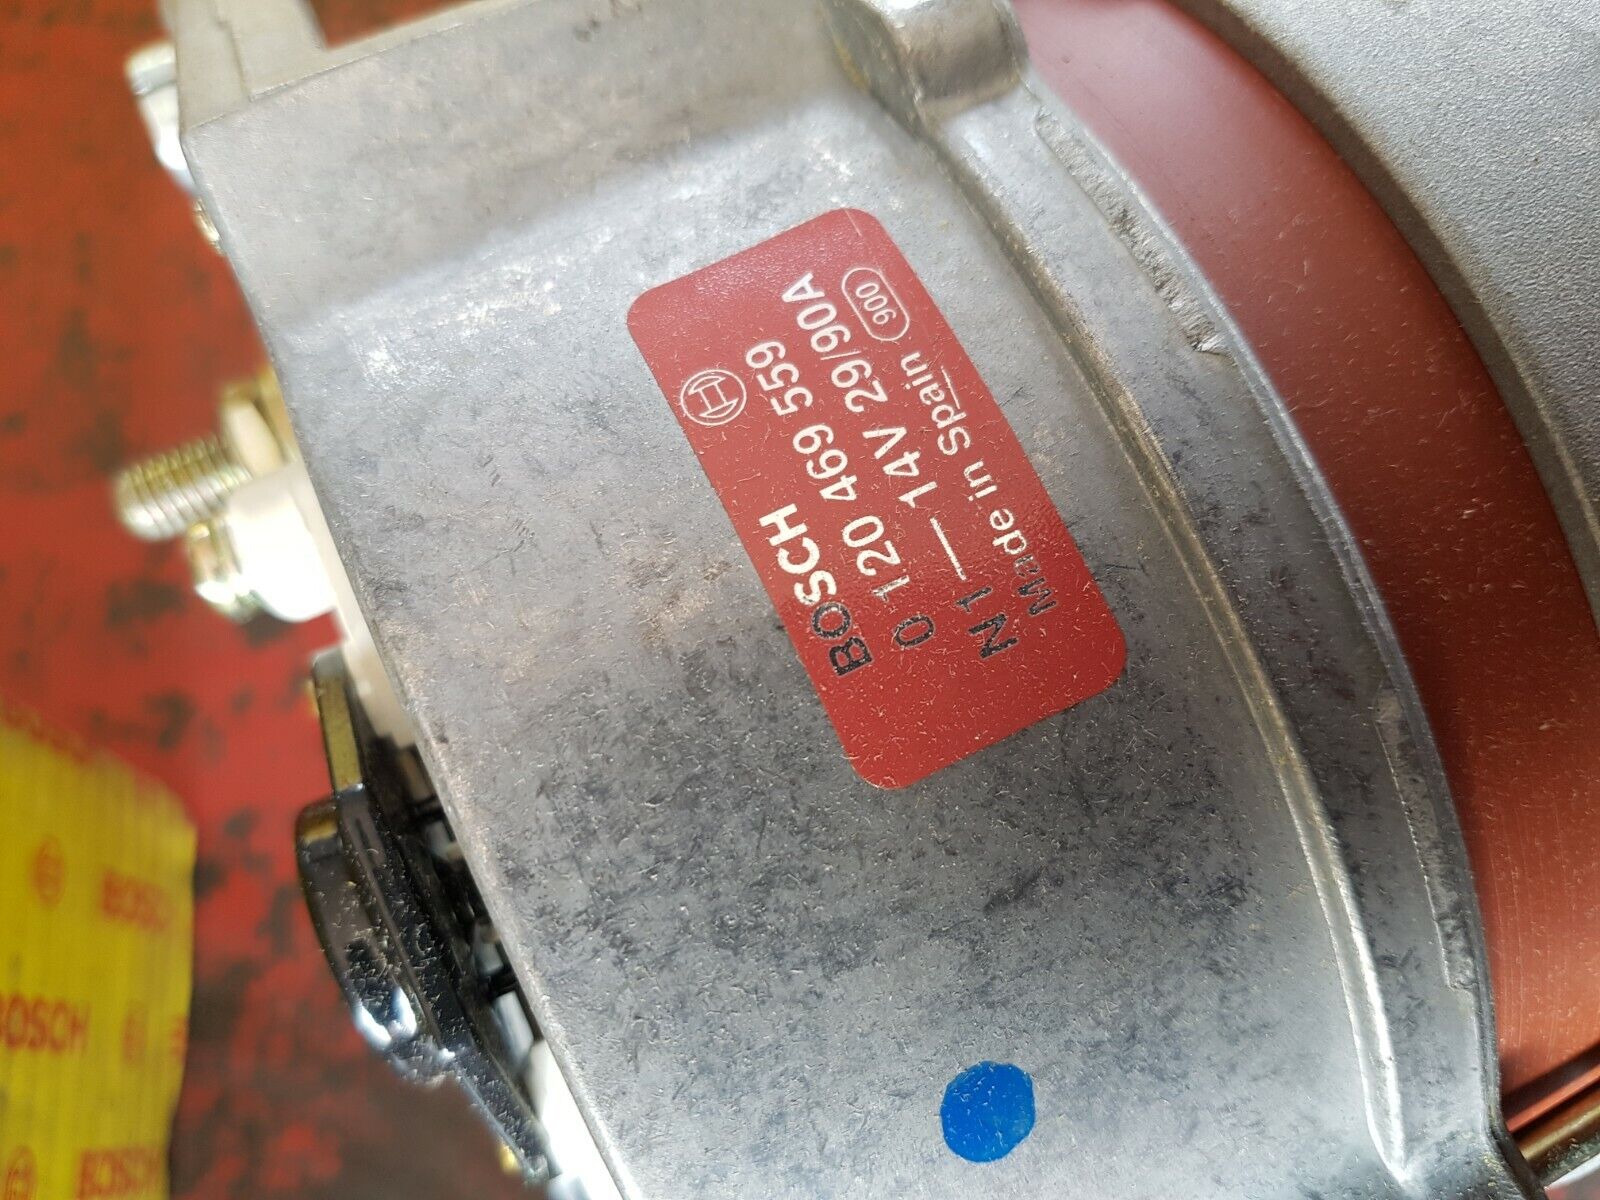 BOSCH
0 120 469 559
N1 — 14V 29/90A
Made in Spain 900
BOSCH
BOSCH
BOSCH